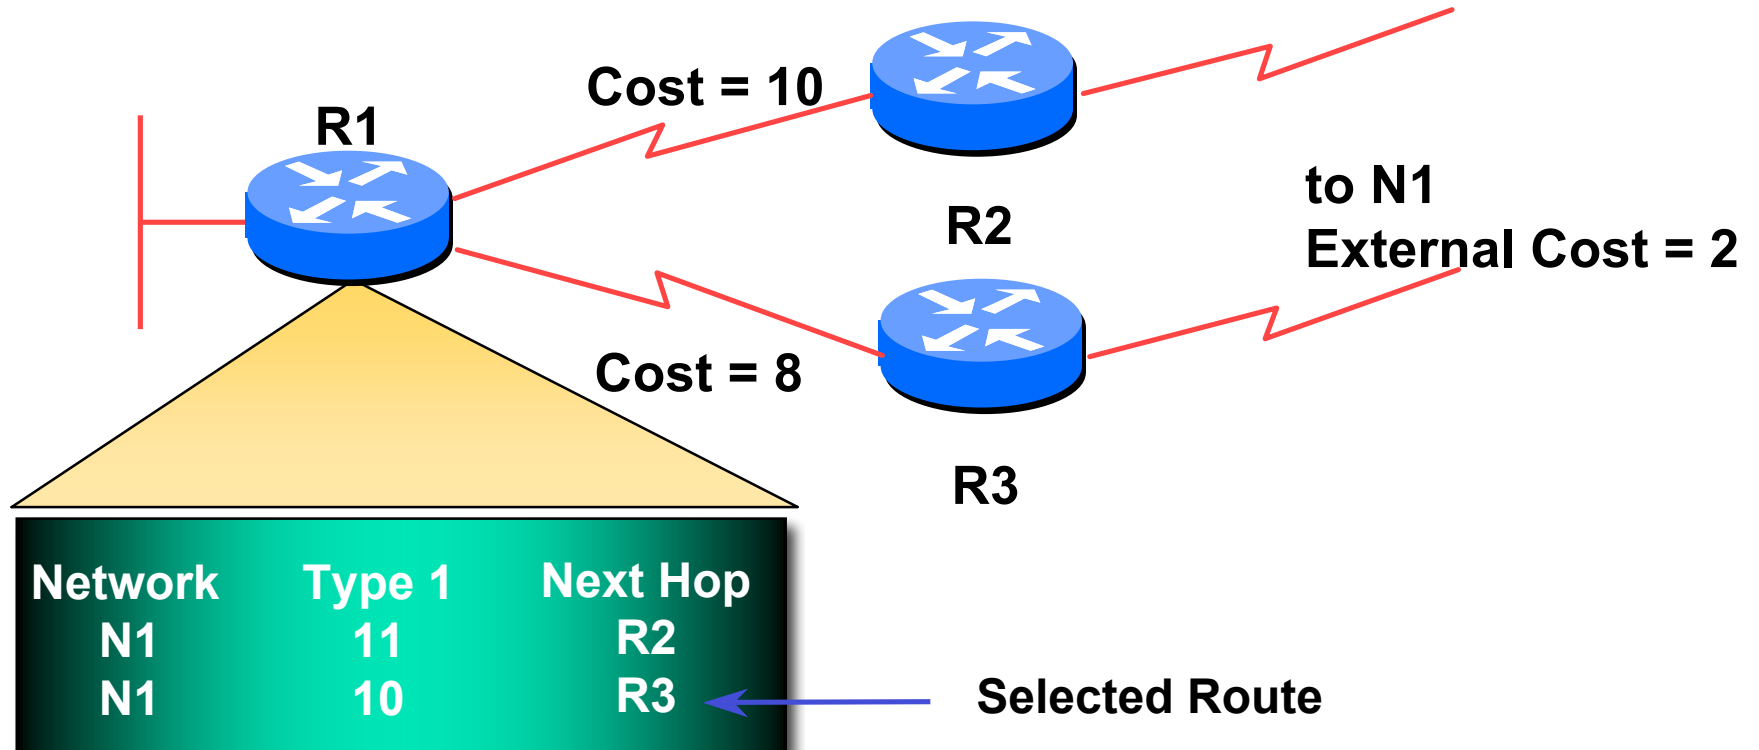 Cost = 10
R1
to N1
R2
External Cost = 2
Cost = 8
R3
Network Type 1 Next Hop
N1 11 R2
N1 10 R3
Selected Route